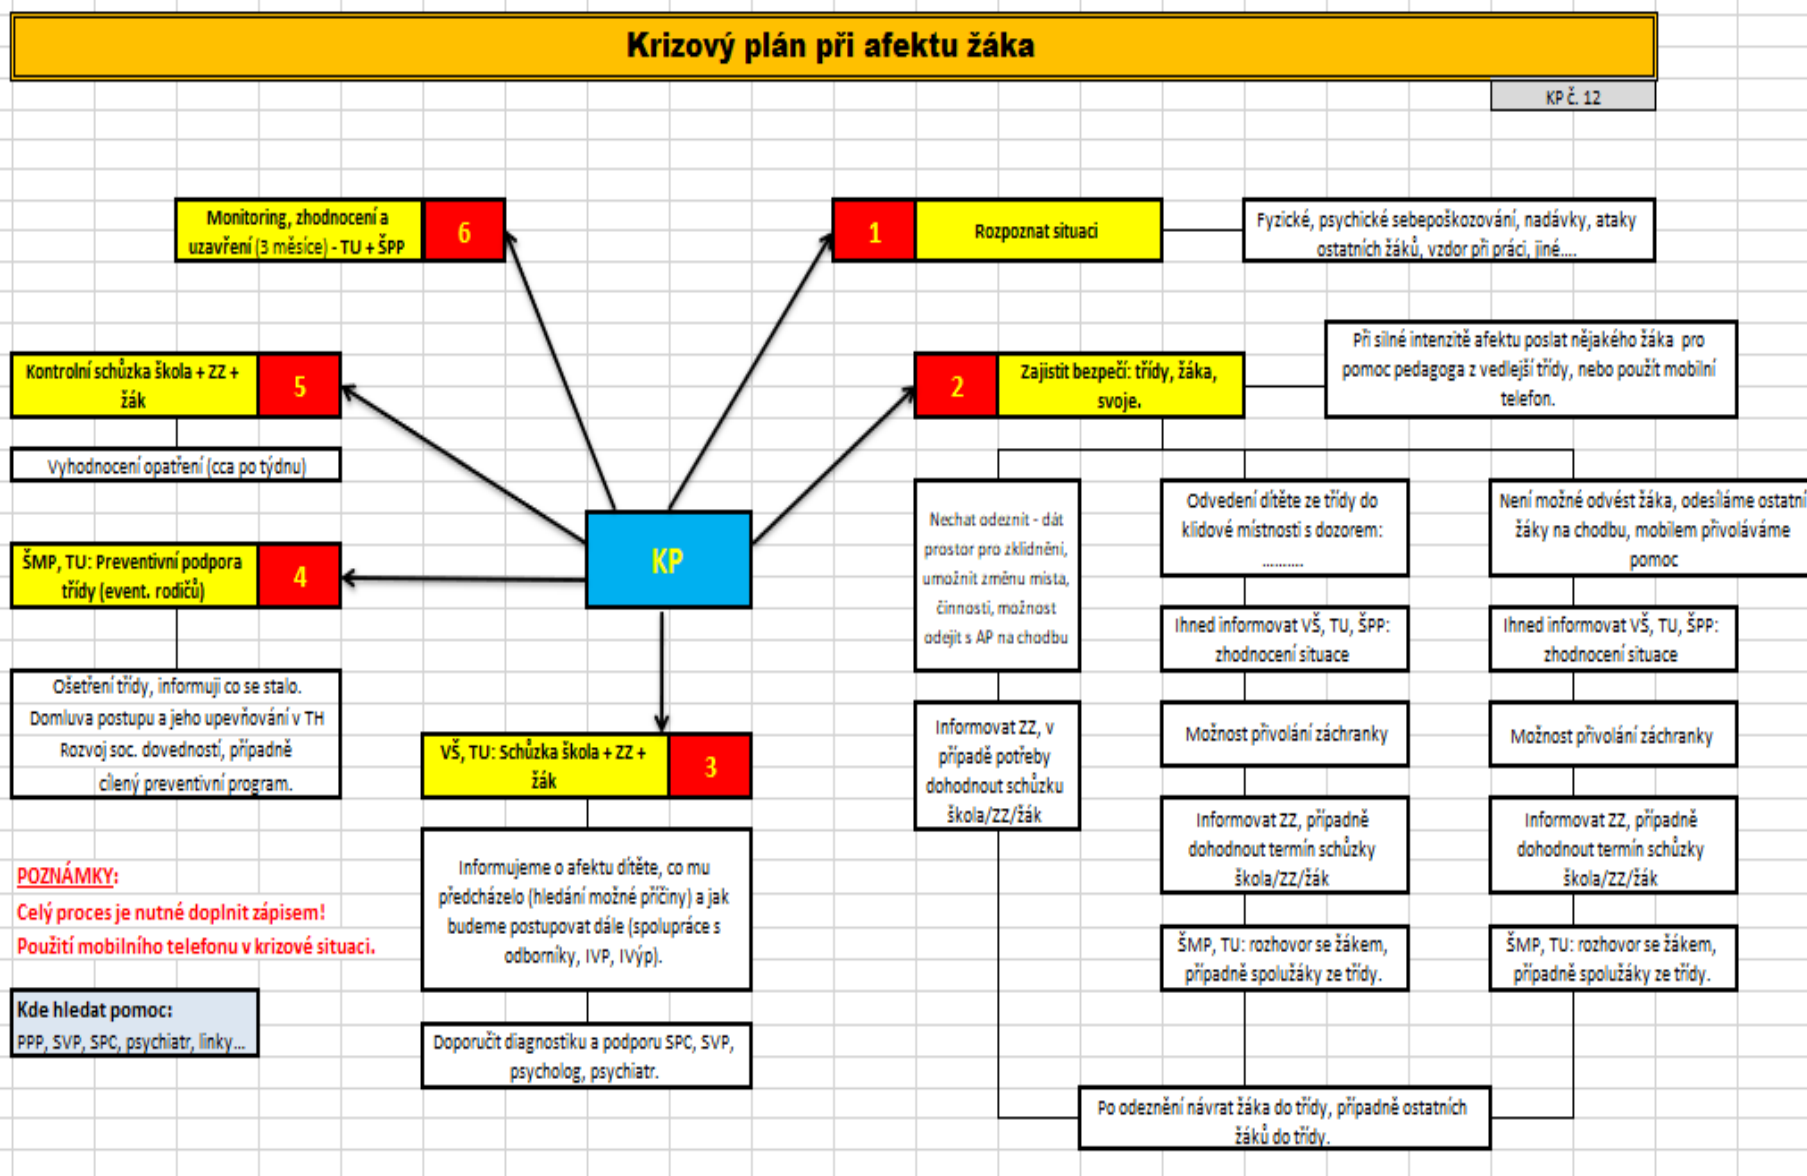 Krizový plán při afektu žáka
KP č. 12
Monitoring, zhodnocení a
uzavření (3 měsíce) - TU + ŠPP
6
1
Rozpoznat situaci
Fyzické, psychické sebepoškozování, nadávky, ataky
ostatních žáků, vzdor při práci, jiné....
Kontrolní schůzka škola + ZZ +
žák
5
Vyhodnocení opatření (cca po týdnu)
2
Zajistit bezpečí: třídy, žáka,
svoje.
Při silné intenzitě afektu poslat nějakého žáka pro
pomoc pedagoga z vedlejší třídy, nebo použít mobilní
telefon.
KP
ŠMP, TU: Preventivní podpora
třídy (event. rodičů)
4
Ošetření třídy, informuji co se stalo.
Domluva postupu a jeho upevňování v TH
Rozvoj soc. dovedností, případně
cílený preventivní program.
VŠ, TU: Schůzka škola + ZZ +
žák
3
Informujeme o afektu dítěte, co mu
předcházelo (hledání možné příčiny) a jak
budeme postupovat dále (spolupráce s
odborníky, IVP, IVýp).
Doporučit diagnostiku a podporu SPC, SVP,
psycholog, psychiatr.
Nechat odeznít - dát
prostor pro zklidnění,
umožnit změnu místa,
činnosti, možnost
odejít s AP na chodbu
Informovat ZZ, v
případě potřeby
dohodnout schůzku
škola/ZZ/žák
Odvedení dítěte ze třídy do
klidové místnosti s dozorem:
..........
Ihned informovat VŠ, TU, ŠPP:
zhodnocení situace
Možnost přivolání záchranky
Informovat ZZ, případně
dohodnout termín schůzky
škola/ZZ/žák
ŠMP, TU: rozhovor se žákem,
případně spolužáky ze třídy.
Není možné odvést žáka, odesíláme ostatní
žáky na chodbu, mobilem přivoláváme
pomoc
Ihned informovat VŠ, TU, ŠPP:
zhodnocení situace
Možnost přivolání záchranky
Informovat ZZ, případně
dohodnout termín schůzky
škola/ZZ/žák
ŠMP, TU: rozhovor se žákem,
případně spolužáky ze třídy.
Po odeznění návrat žáka do třídy, případně ostatních
žáků do třídy.
POZNÁMKY:
Celý proces je nutné doplnit zápisem!
Použití mobilního telefonu v krizové situaci.
Kde hledat pomoc:
PPP, SVP, SPC, psychiatr, linky...